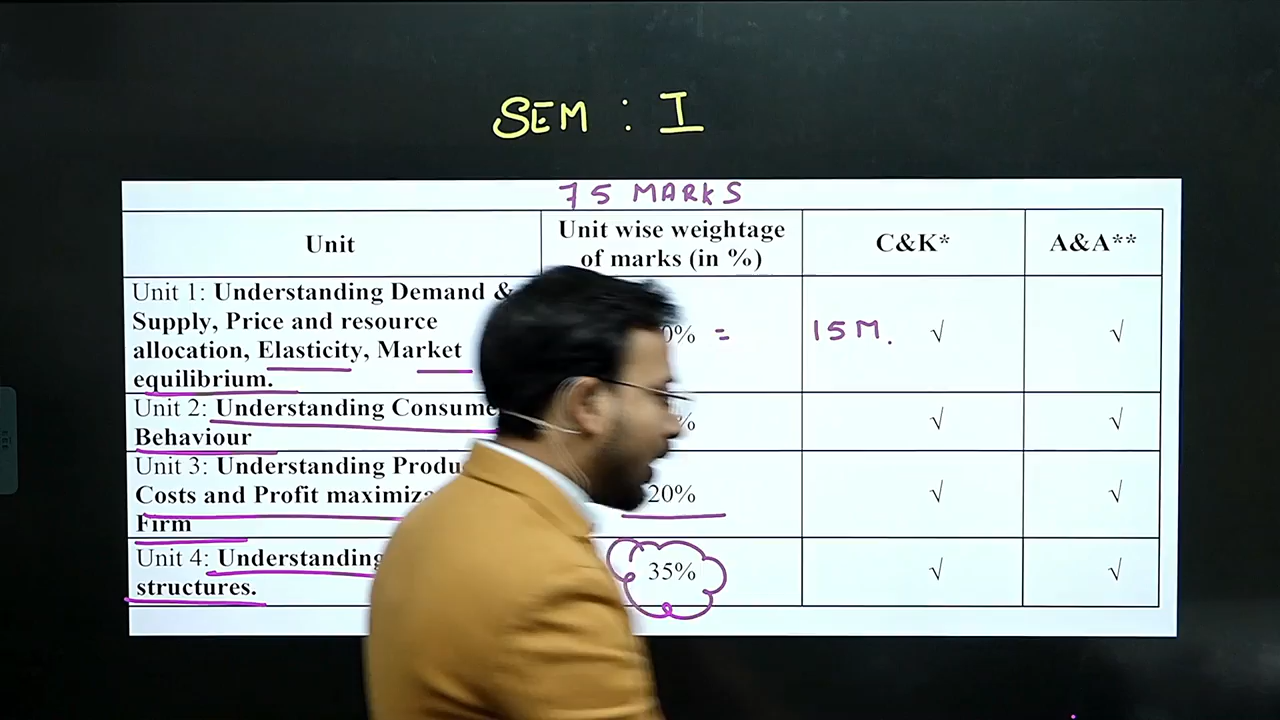 SEM : I
75 MARKS
Unit
Unit wise weightage
of marks (in %)
C&K*
A&A**
Unit 1: Understanding Demand &
Supply, Price and resource
allocation, Elasticity, Market
equilibrium.
0% = 15 M. √ √
Unit 2: Understanding Consume
Behaviour
% √ √
Unit 3: Understanding Produ
Costs and Profit maximiza
Firm
20% √ √
Unit 4: Understanding
structures.
35% √ √